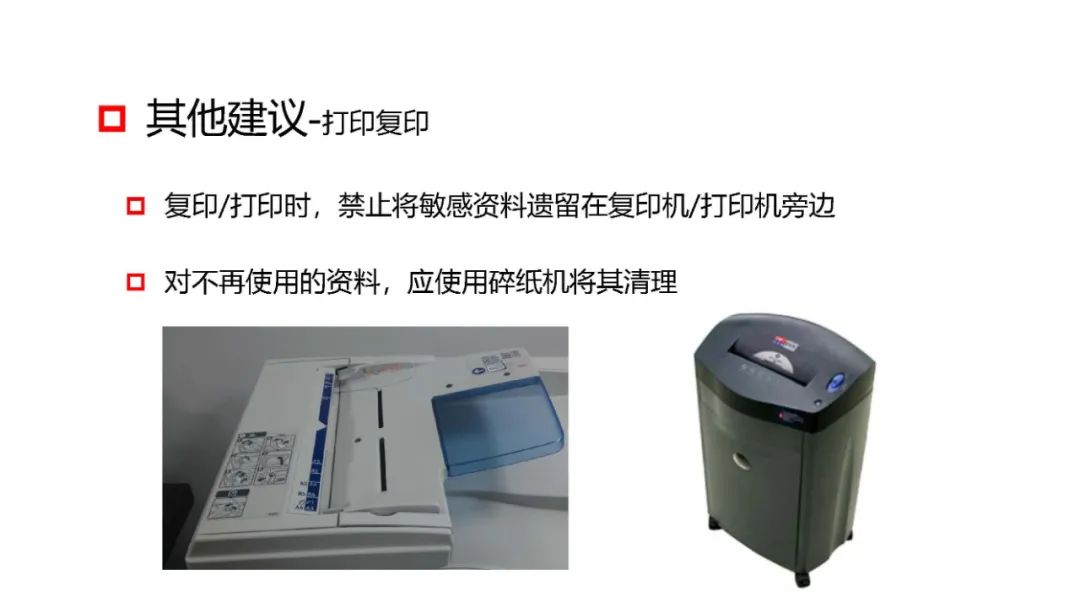 其他建议-打印复印
复印/打印时，禁止将敏感资料遗留在复印机/打印机旁边
对不再使用的资料，应使用碎纸机将其清理